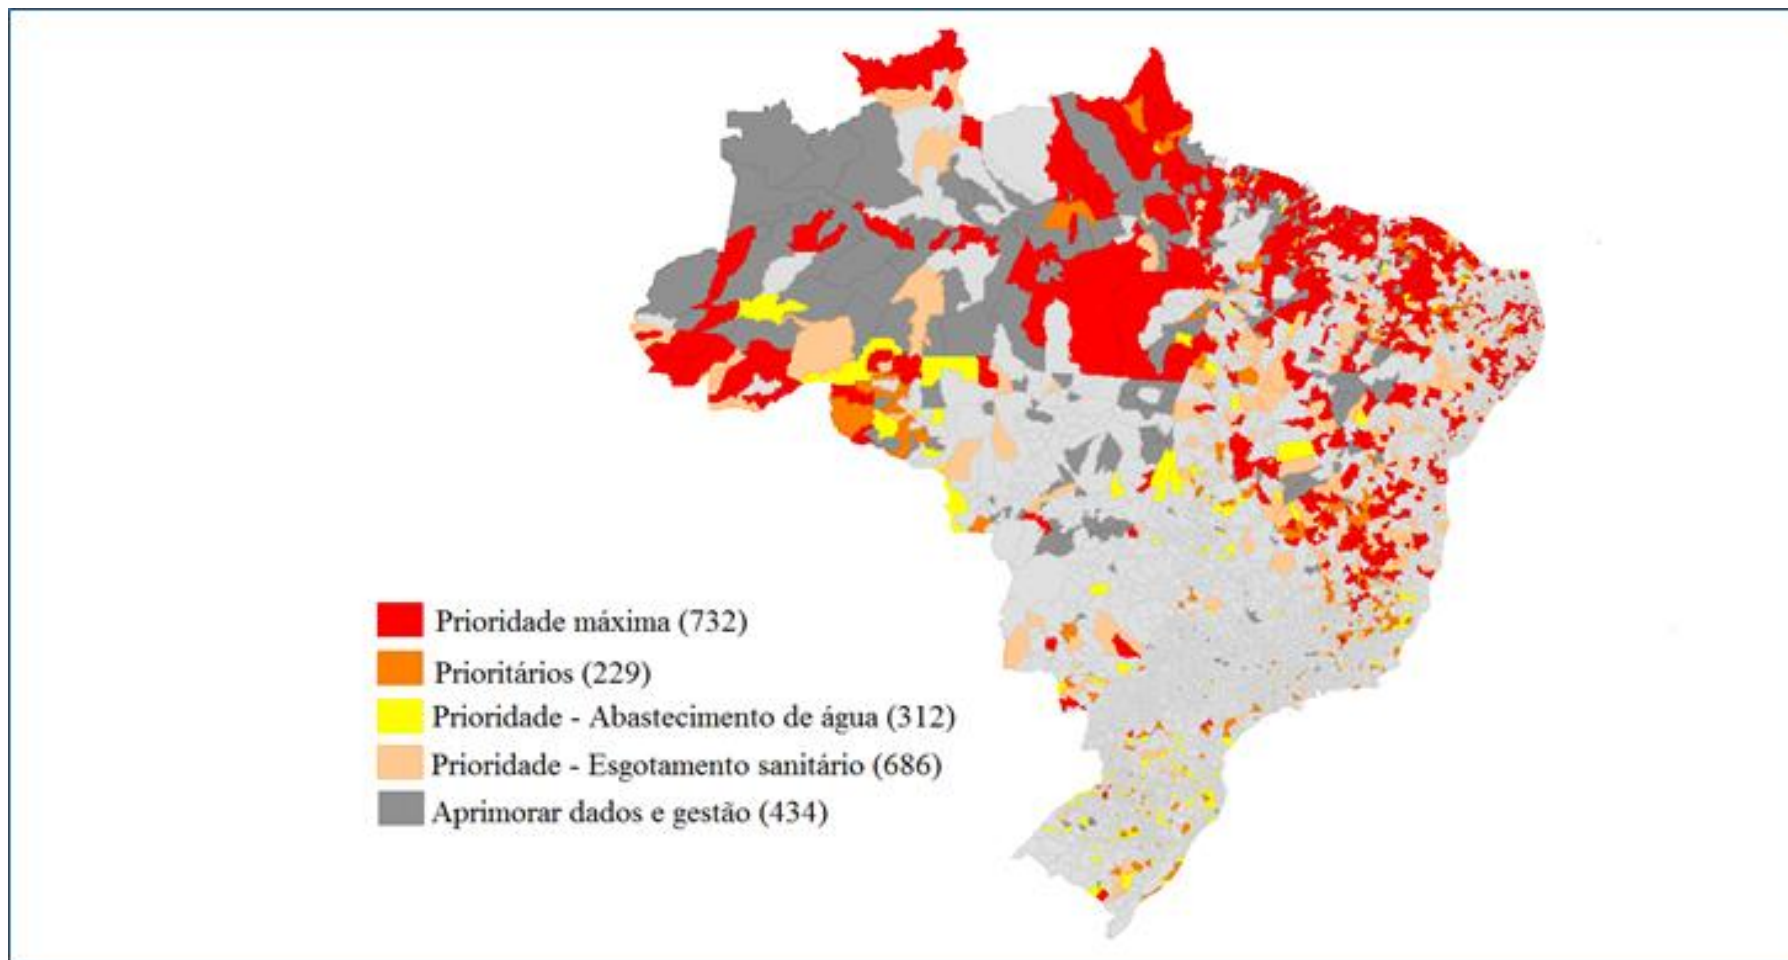 Prioridade máxima (732)
Prioritários (229)
Prioridade - Abastecimento de água (312)
Prioridade - Esgotamento sanitário (686)
Aprimorar dados e gestão (434)